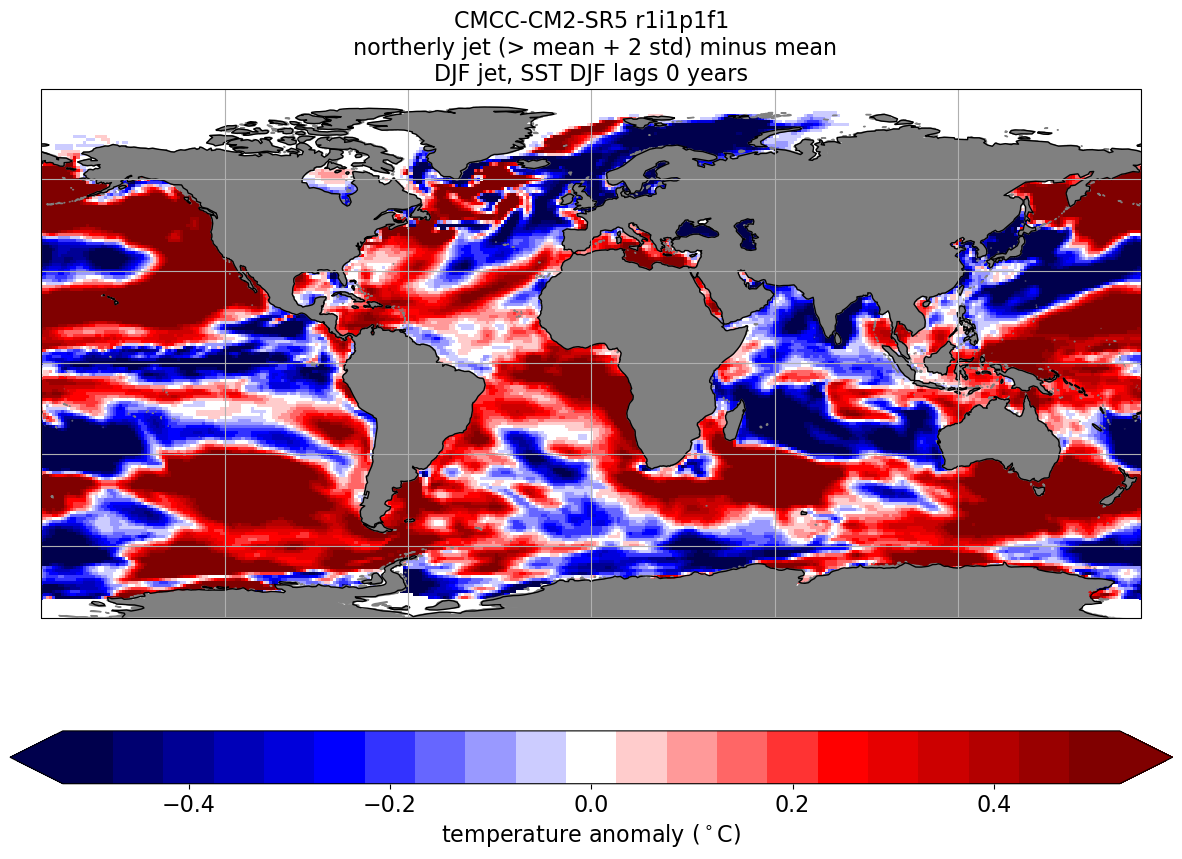 CMCC-CM2-SR5 r1i1p1f1
northerly jet (> mean + 2 std) minus mean
DJF jet, SST DJF lags 0 years
−0.4 −0.2 0.0 0.2 0.4
temperature anomaly (˚C)